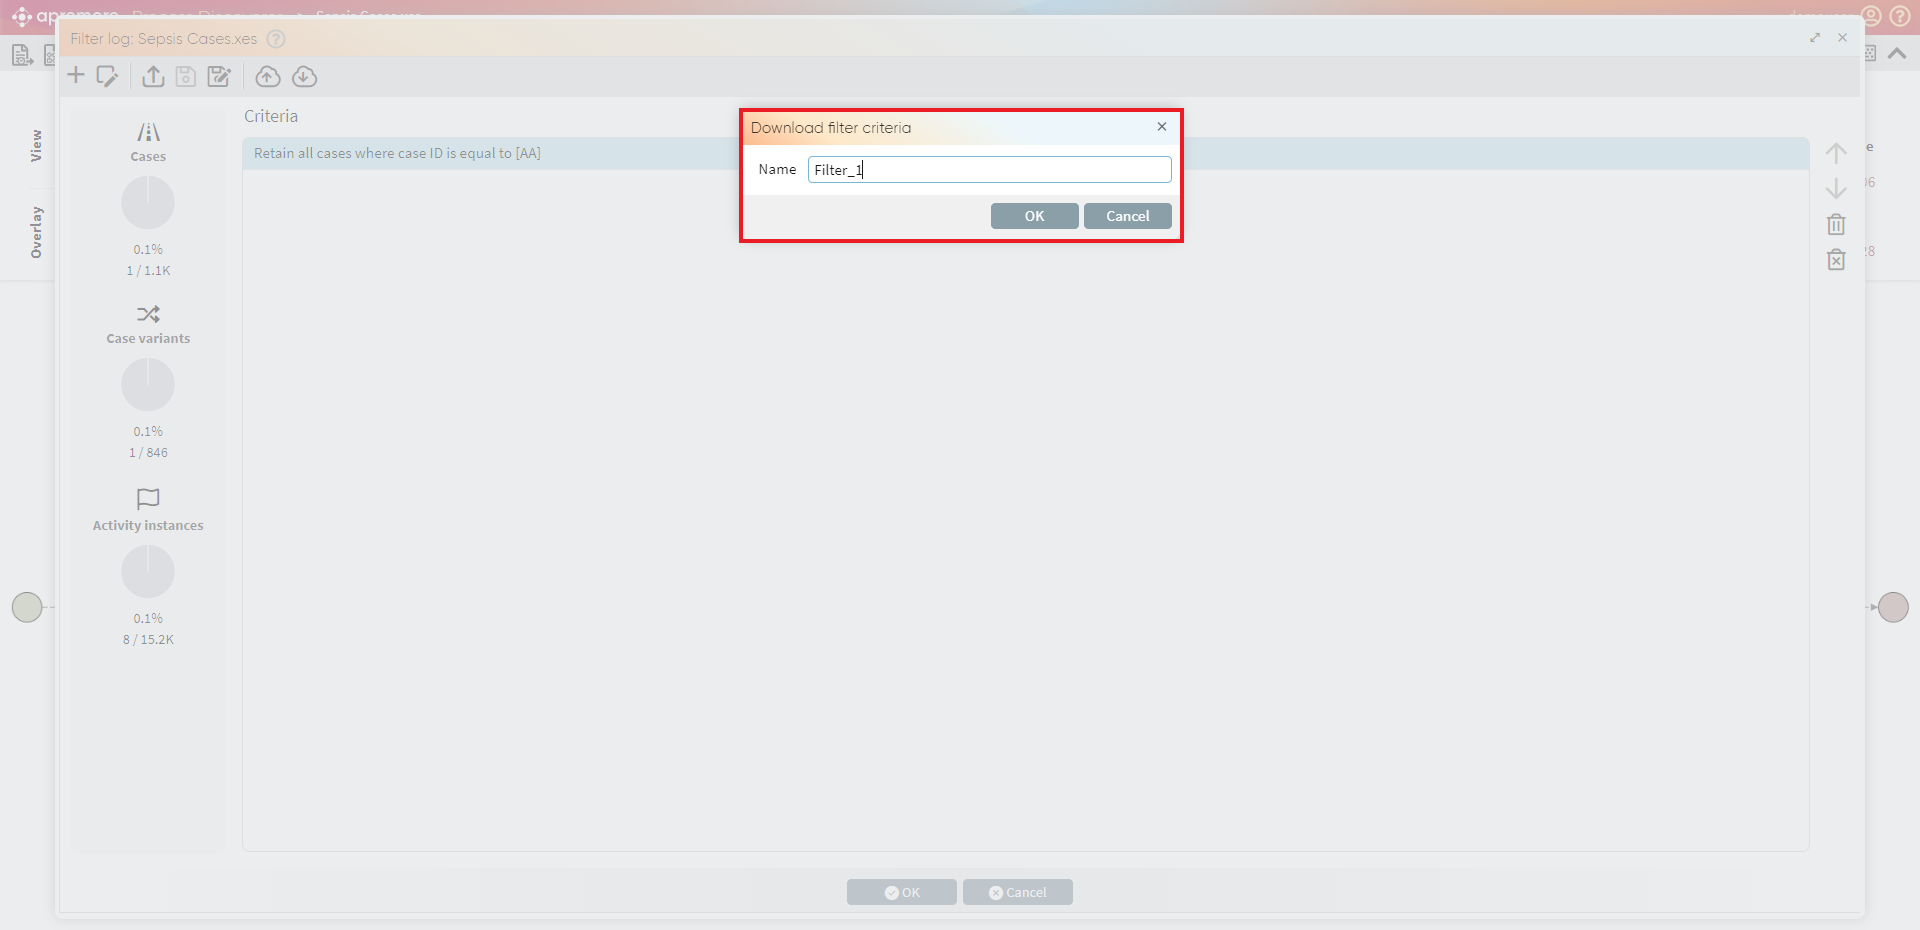 Filter log: Sepsis Cases.xes
View
Overlay
Cases
0.1%
1 / 1.1K
Case variants
0.1%
1 / 846
Activity instances
0.1%
8 / 15.2K
Criteria
Retain all cases where case ID is equal to [AA]
Download filter criteria
Name Filter_1
OK Cancel
OK Cancel